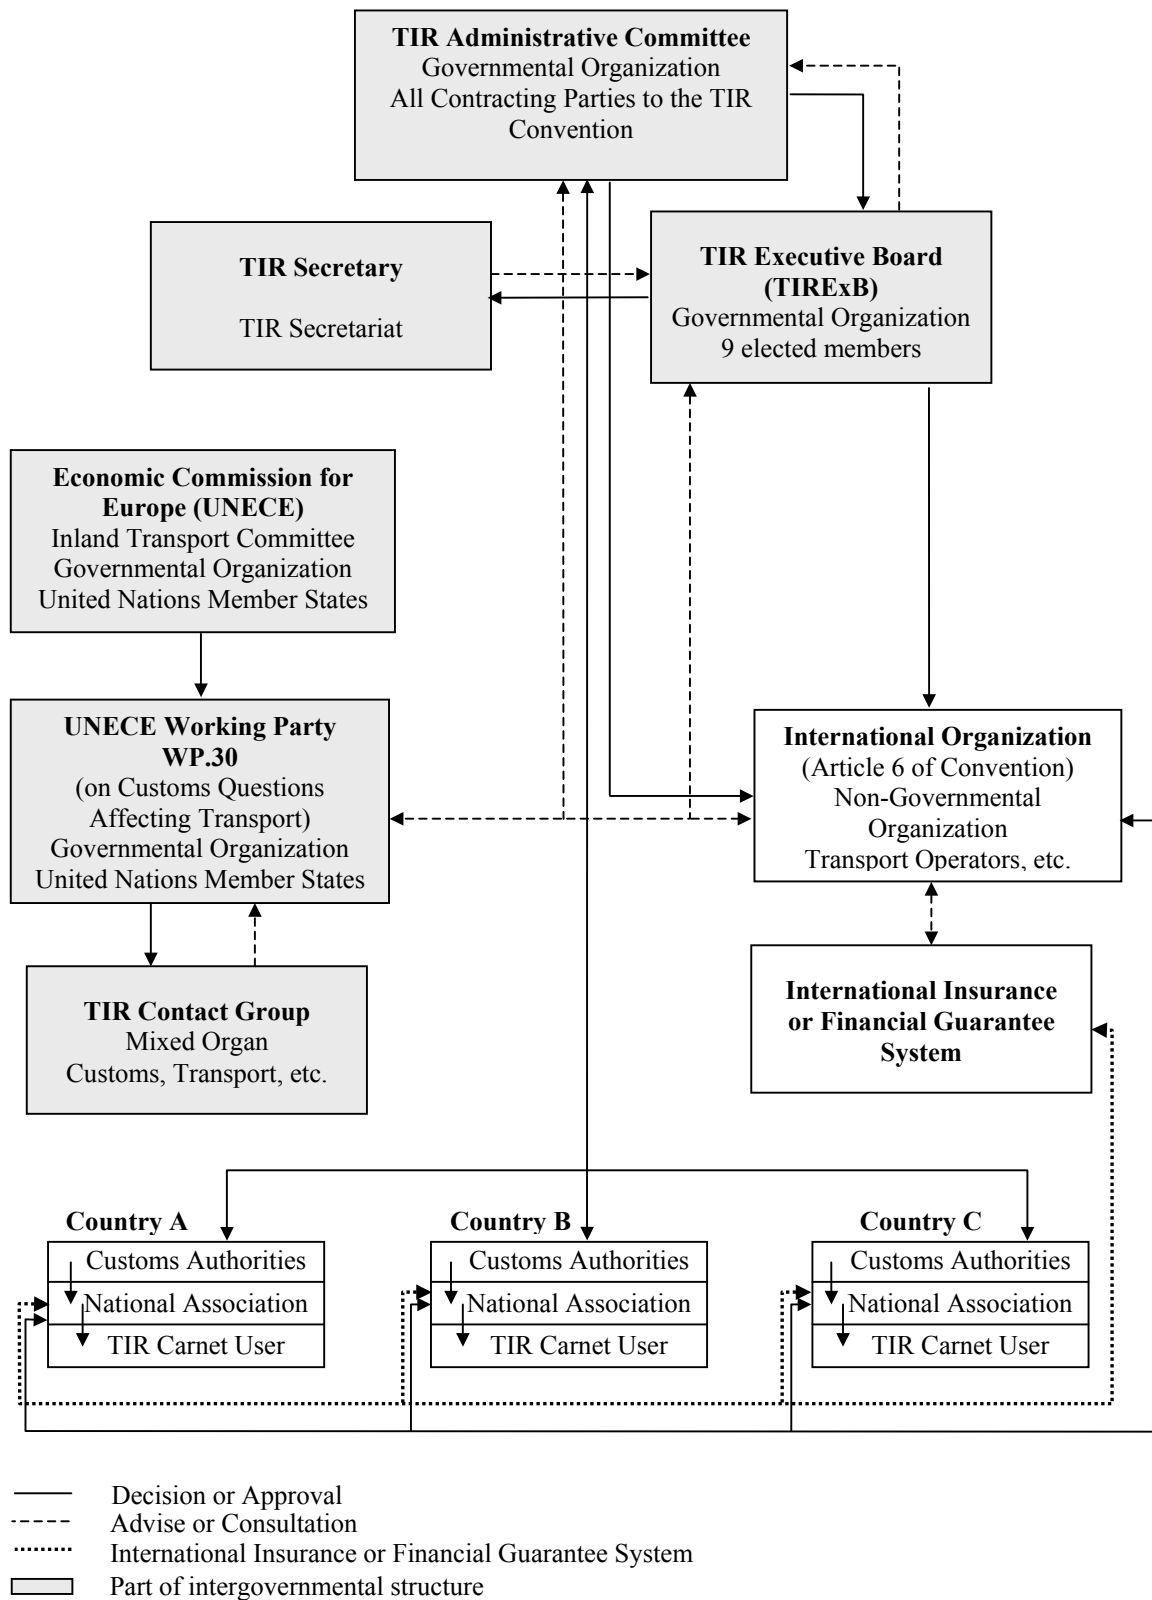 TIR Administrative Committee
Governmental Organization
All Contracting Parties to the TIR
Convention
TIR Secretary
TIR Secretariat
TIR Executive Board
(TIRExB)
Governmental Organization
9 elected members
Economic Commission for
Europe (UNECE)
Inland Transport Committee
Governmental Organization
United Nations Member States
UNECE Working Party
WP.30
(on Customs Questions
Affecting Transport)
Governmental Organization
United Nations Member States
International Organization
(Article 6 of Convention)
Non-Governmental
Organization
Transport Operators, etc.
TIR Contact Group
Mixed Organ
Customs, Transport, etc.
International Insurance
or Financial Guarantee
System
Country A
Customs Authorities
National Association
TIR Carnet User
Country B
Customs Authorities
National Association
TIR Carnet User
Country C
Customs Authorities
National Association
TIR Carnet User
Decision or Approval
Advise or Consultation
International Insurance or Financial Guarantee System
Part of intergovernmental structure